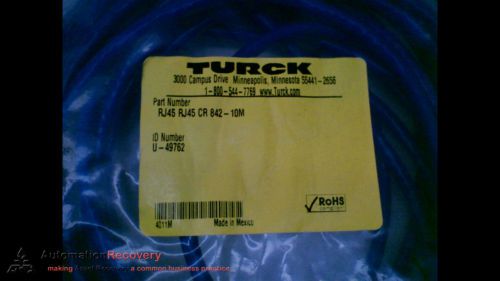 TURCK
3000 Campus Drive Minneapolis, Minnesota 55441-2656
1-800-544-7769 www.Turck.com
Part Number
RJ45 RJ45 CR 842-10M
ID Number
U-49762
RoHS
4011M
Made in Mexico
AutomationRecovery
making Asset Recovery a common business practice